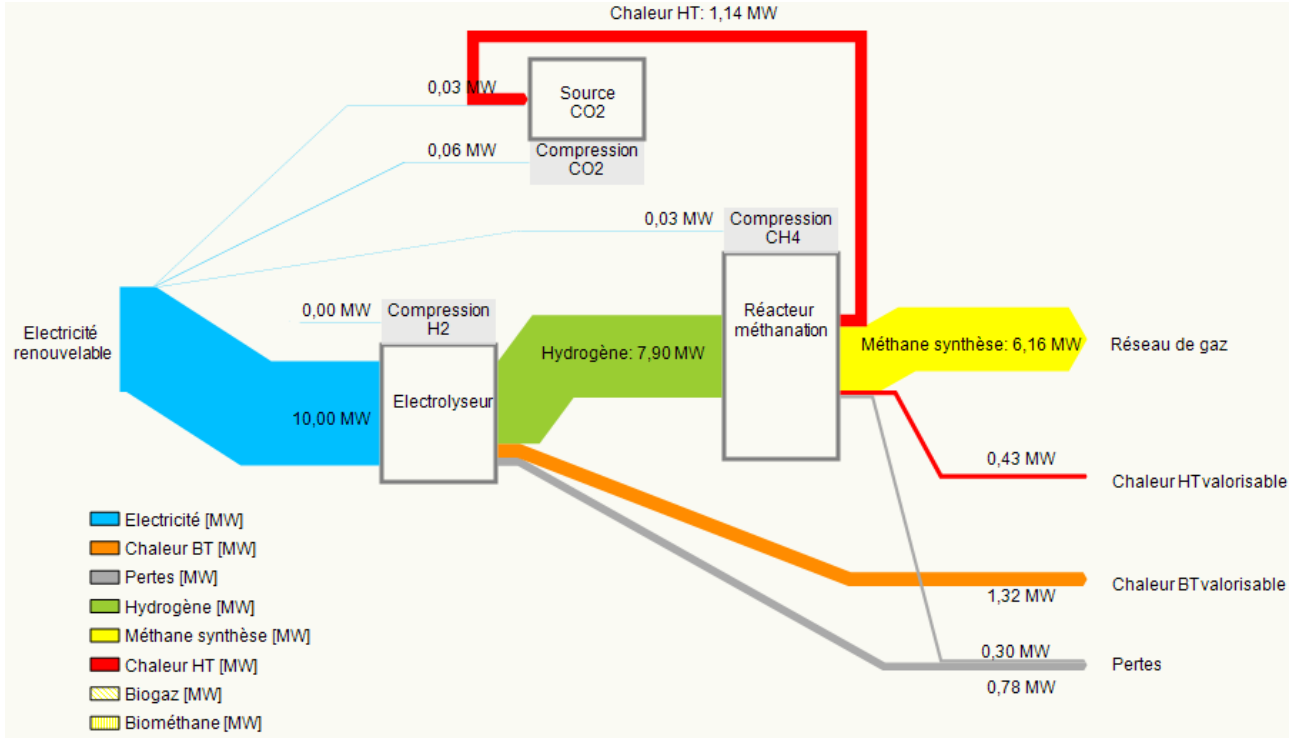 Chaleur HT: 1,14 MW
0,03 MW
Source
CO2
0,06 MW
Compression
CO2
0,03 MW
Compression
CH4
0,00 MW
Compression
H2
Réacteur
méthanation
Electricité
renouvelable
Hydrogène: 7,90 MW
Méthane synthèse: 6,16 MW
Réseau de gaz
10,00 MW
Electrolyseur
0,43 MW
Chaleur HT valorisable
Electricité [MW]
Chaleur BT [MW]
Pertes [MW]
Hydrogène [MW]
Méthane synthèse [MW]
Chaleur HT [MW]
Biogaz [MW]
Biométhane [MW]
1,32 MW
Chaleur BT valorisable
0,30 MW
Pertes
0,78 MW